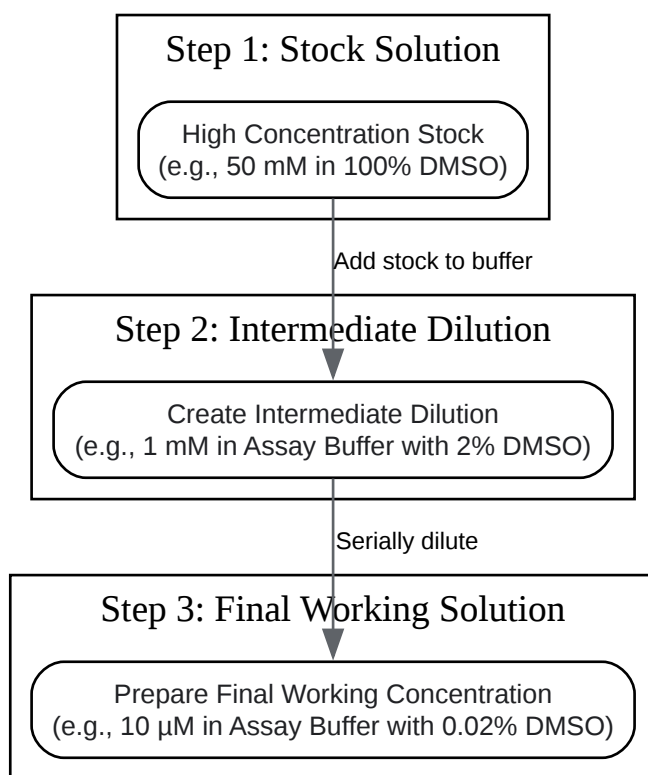 Step 1: Stock Solution
High Concentration Stock
(e.g., 50 mM in 100% DMSO)
Add stock to buffer
Step 2: Intermediate Dilution
Create Intermediate Dilution
(e.g., 1 mM in Assay Buffer with 2% DMSO)
Serially dilute
Step 3: Final Working Solution
Prepare Final Working Concentration
(e.g., 10 µM in Assay Buffer with 0.02% DMSO)